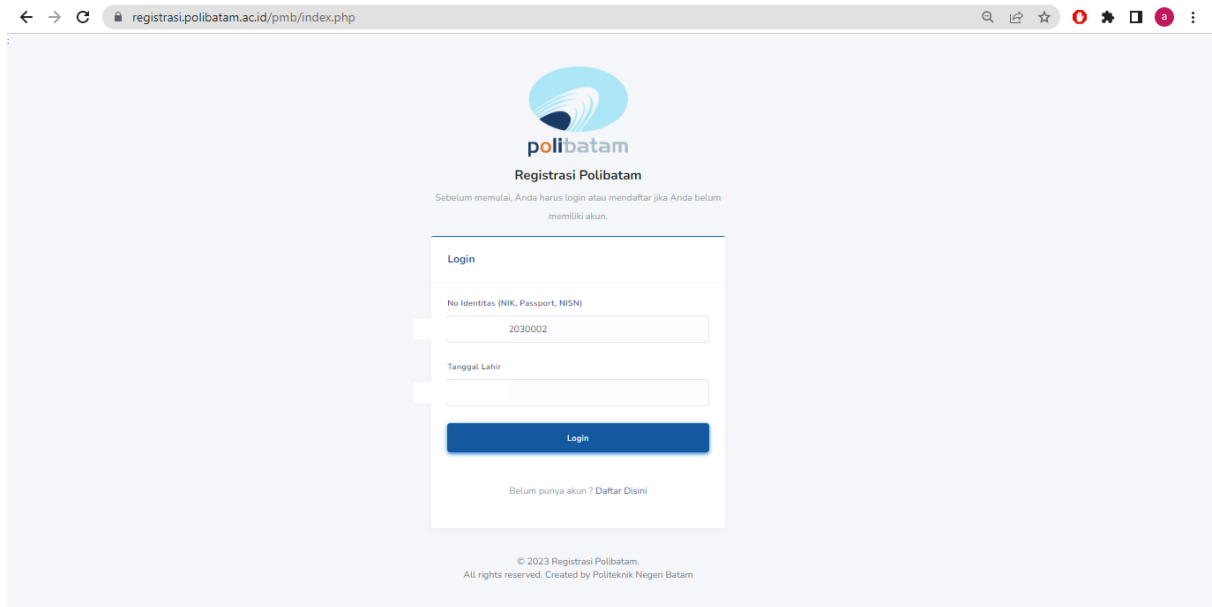 registrasi.polibatam.ac.id/pmb/index.php
a
polibatam
Registrasi Polibatam
Sebelum memulai, Anda harus login atau mendaftar jika Anda belum
memiliki akun.
Login
No Identitas (NIK, Passport, NISN)
2030002
Tanggal Lahir
Login
Belum punya akun ? Daftar Disini
© 2023 Registrasi Polibatam.
All rights reserved. Created by Politeknik Negeri Batam